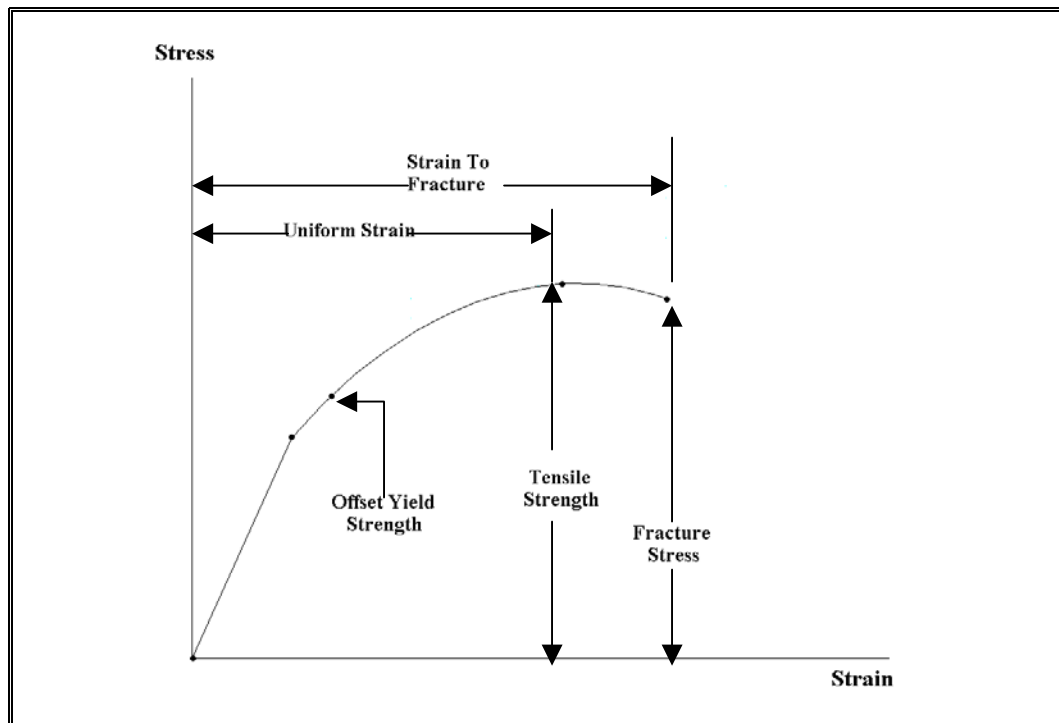 Stress
Strain To
Fracture
Uniform Strain
Offset Yield
Strength
Tensile
Strength
Fracture
Stress
Strain